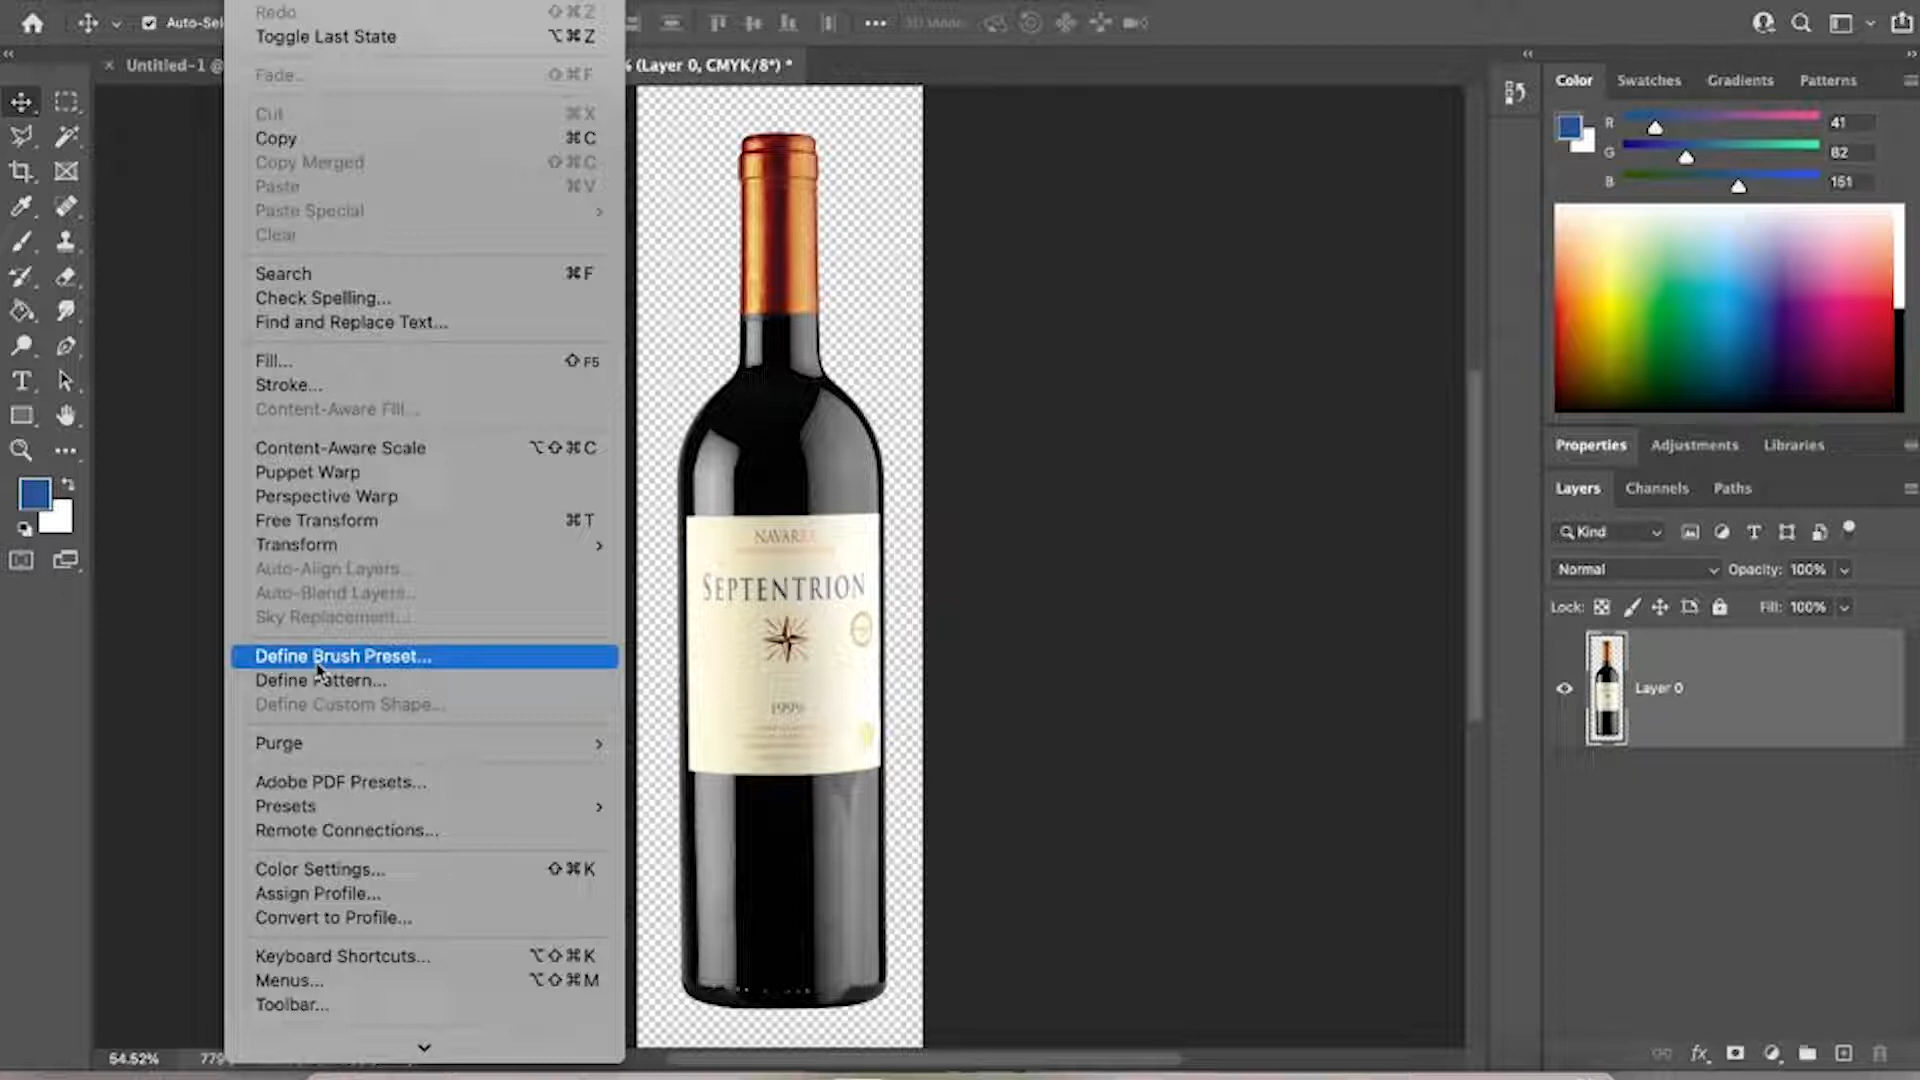 Auto-Sel
3D Mode
Redo ⇧⌘Z
Toggle Last State ⌥⌘Z
Untitled-1 @
% (Layer 0, CMYK/8*) *
Fade... ⇧⌘F
Cut ⌘X
Copy ⌘C
Copy Merged ⇧⌘C
Paste ⌘V
Paste Special
Clear
Search ⌘F
Check Spelling...
Find and Replace Text...
Fill... ⇧F5
Stroke...
Content-Aware Fill...
Content-Aware Scale ⌥⇧⌘C
Puppet Warp
Perspective Warp
Free Transform ⌘T
Transform
Auto-Align Layers...
Auto-Blend Layers...
Sky Replacement...
Define Brush Preset...
Define Pattern...
Define Custom Shape...
Purge
Adobe PDF Presets...
Presets
Remote Connections...
Color Settings... ⇧⌘K
Assign Profile...
Convert to Profile...
Keyboard Shortcuts... ⌥⇧⌘K
Menus... ⌥⇧⌘M
Toolbar...
54.52% 779
NAVARRA
SEPTENTRION
1999
Color Swatches Gradients Patterns
R 41
G 82
B 151
Properties Adjustments Libraries
Layers Channels Paths
Kind
Normal Opacity: 100%
Lock: Fill: 100%
Layer 0
fx